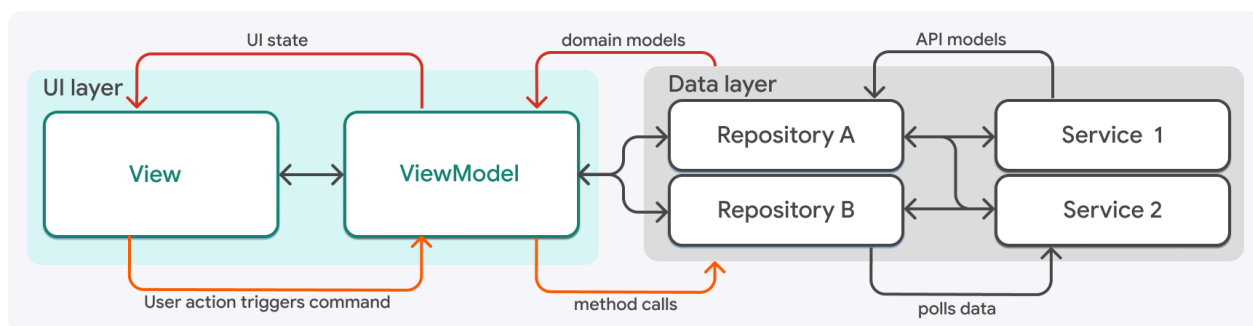 UI state
domain models
API models
UI layer
Data layer
View
ViewModel
Repository A
Service 1
Repository B
Service 2
User action triggers command
method calls
polls data